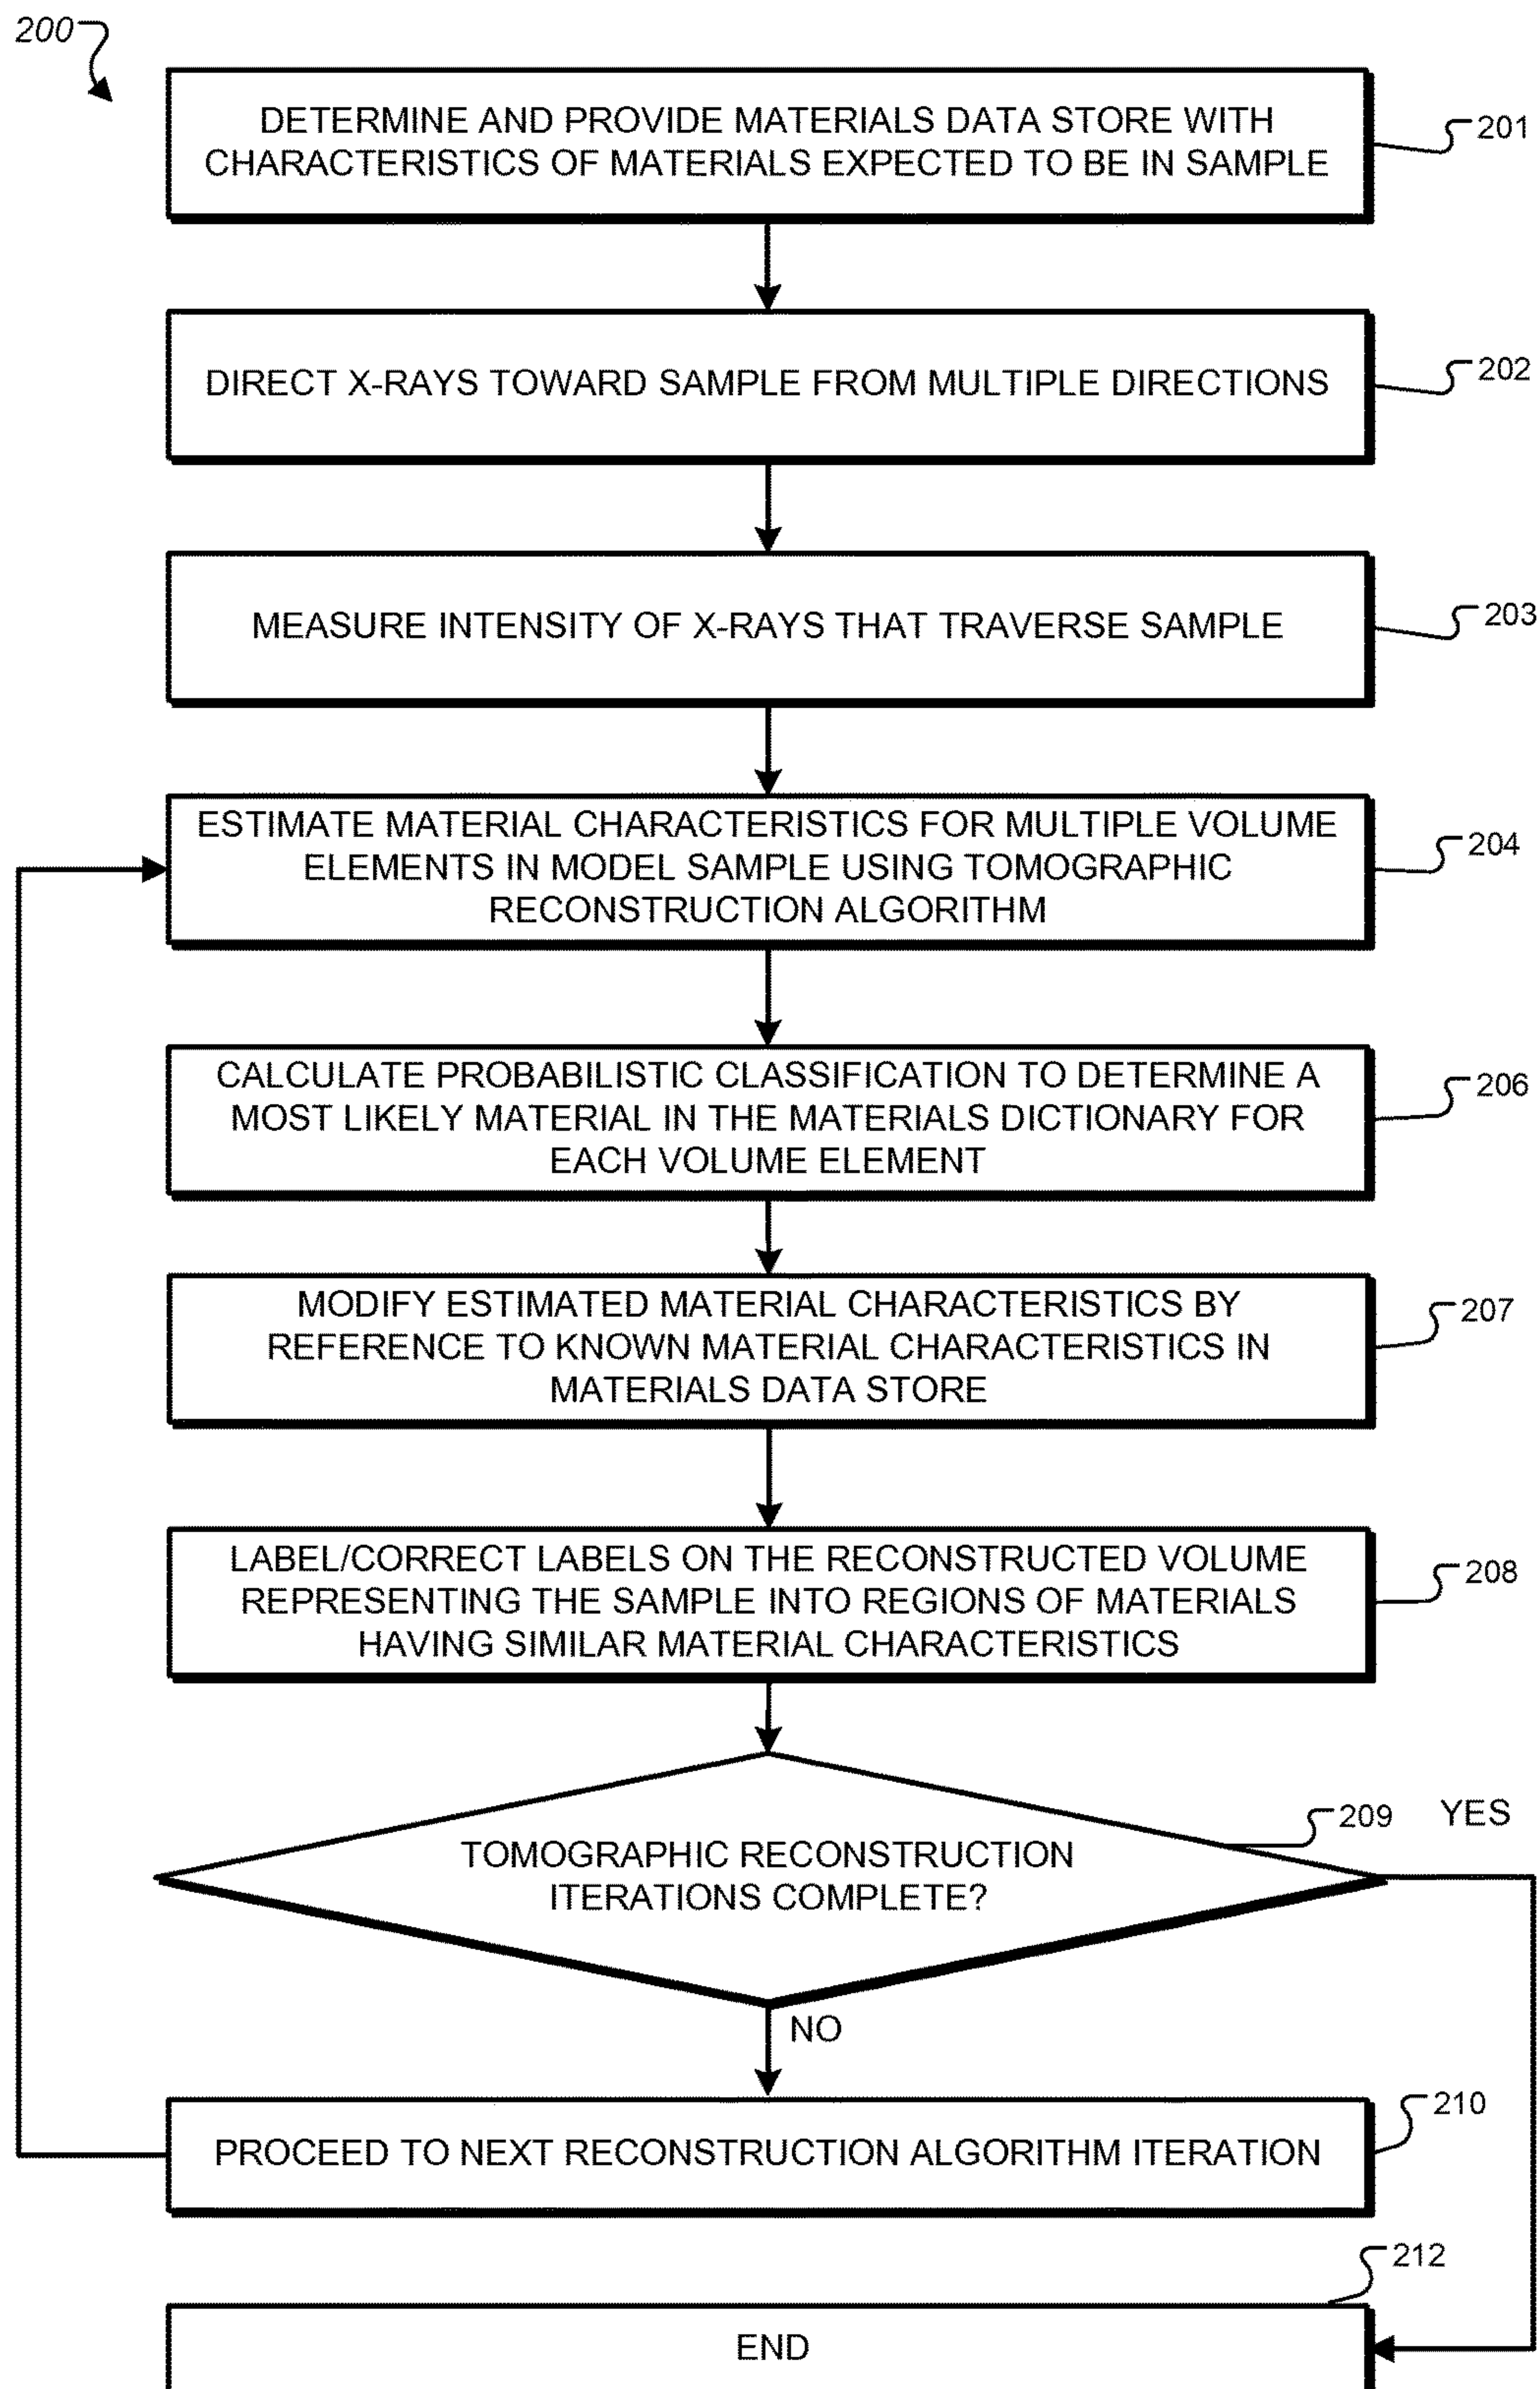 200
DETERMINE AND PROVIDE MATERIALS DATA STORE WITH
CHARACTERISTICS OF MATERIALS EXPECTED TO BE IN SAMPLE
201
DIRECT X-RAYS TOWARD SAMPLE FROM MULTIPLE DIRECTIONS
202
MEASURE INTENSITY OF X-RAYS THAT TRAVERSE SAMPLE
203
ESTIMATE MATERIAL CHARACTERISTICS FOR MULTIPLE VOLUME
ELEMENTS IN MODEL SAMPLE USING TOMOGRAPHIC
RECONSTRUCTION ALGORITHM
204
CALCULATE PROBABILISTIC CLASSIFICATION TO DETERMINE A
MOST LIKELY MATERIAL IN THE MATERIALS DICTIONARY FOR
EACH VOLUME ELEMENT
206
MODIFY ESTIMATED MATERIAL CHARACTERISTICS BY
REFERENCE TO KNOWN MATERIAL CHARACTERISTICS IN
MATERIALS DATA STORE
207
LABEL/CORRECT LABELS ON THE RECONSTRUCTED VOLUME
REPRESENTING THE SAMPLE INTO REGIONS OF MATERIALS
HAVING SIMILAR MATERIAL CHARACTERISTICS
208
TOMOGRAPHIC RECONSTRUCTION
ITERATIONS COMPLETE?
209
YES
NO
PROCEED TO NEXT RECONSTRUCTION ALGORITHM ITERATION
210
212
END